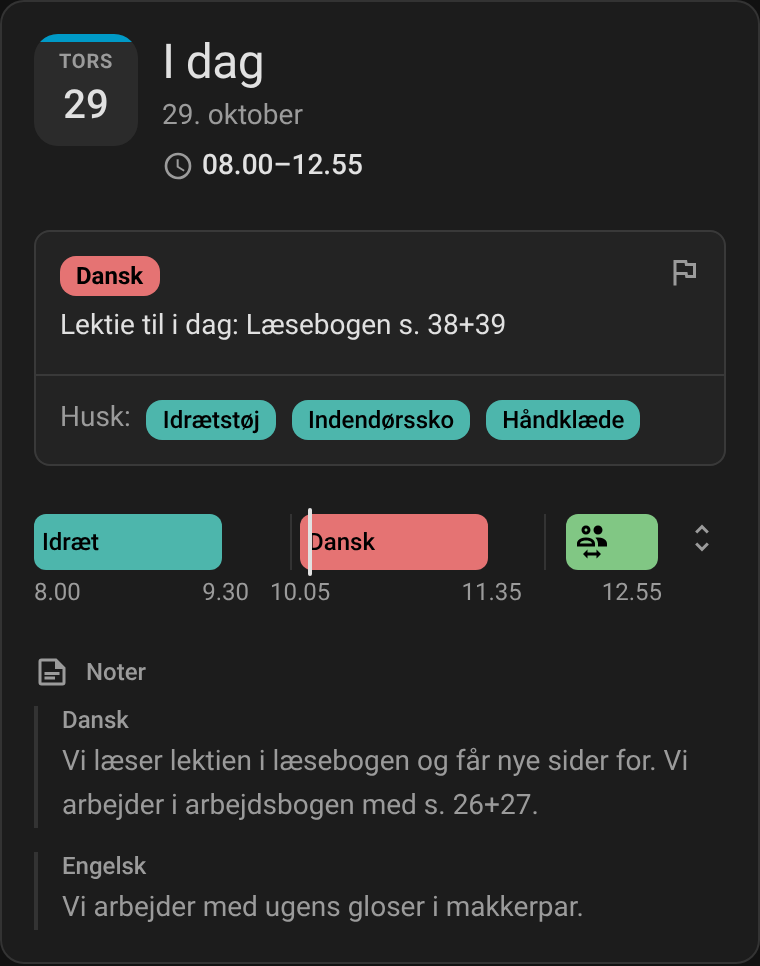 TORS
29
I dag
29. oktober
08.00–12.55
Dansk
Lektie til i dag: Læsebogen s. 38+39
Husk: Idrætstøj Indendørssko Håndklæde
Idræt Dansk
8.00 9.30 10.05 11.35 12.55
Noter
Dansk
Vi læser lektien i læsebogen og får nye sider for. Vi
arbejder i arbejdsbogen med s. 26+27.
Engelsk
Vi arbejder med ugens gloser i makkerpar.